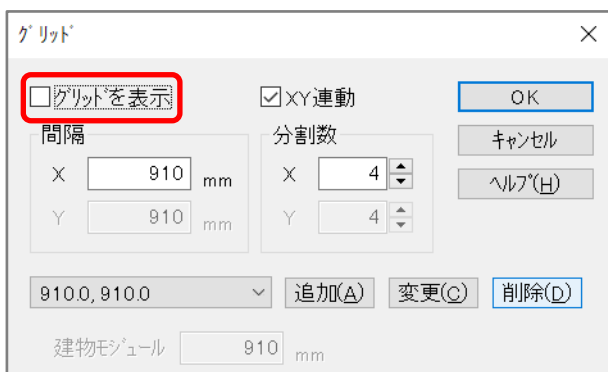 グリッド
グリッドを表示
XY連動
OK
間隔
分割数
キャンセル
X 910 mm
X 4
ヘルプ(H)
Y 910 mm
Y 4
910.0, 910.0
追加(A)
変更(C)
削除(D)
建物モジュール 910 mm